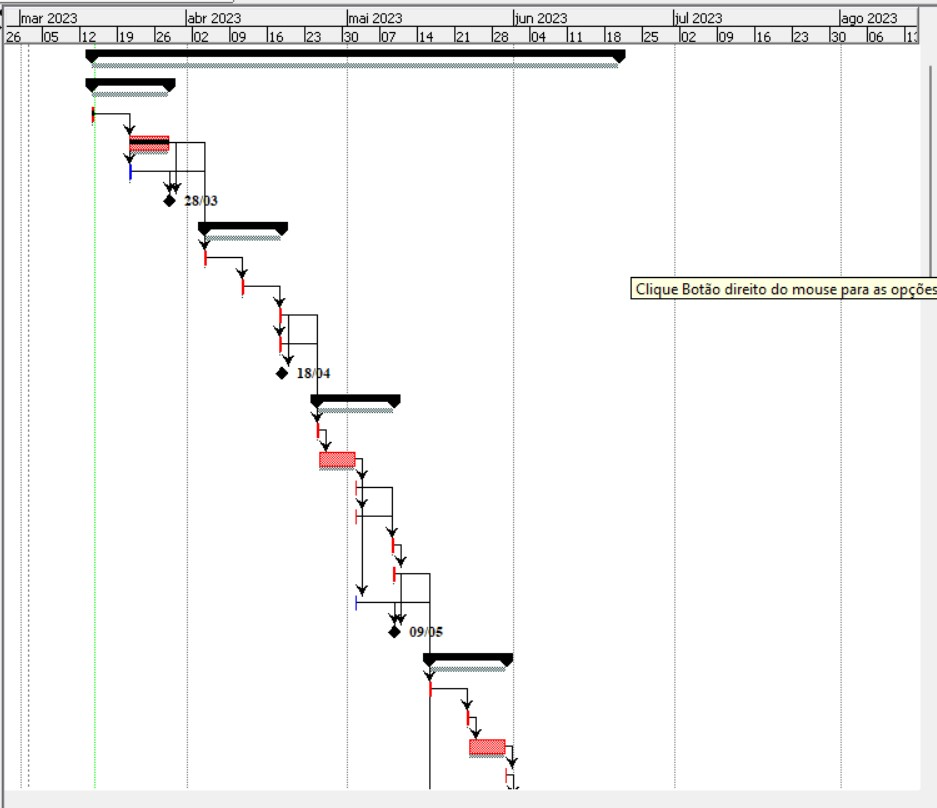 mar 2023 abr 2023 mai 2023 jun 2023 jul 2023 ago 2023
26 05 12 19 26 02 09 16 23 30 07 14 21 28 04 11 18 25 02 09 16 23 30 06
28/03
Clique Botão direito do mouse para as opções
18/04
09/05